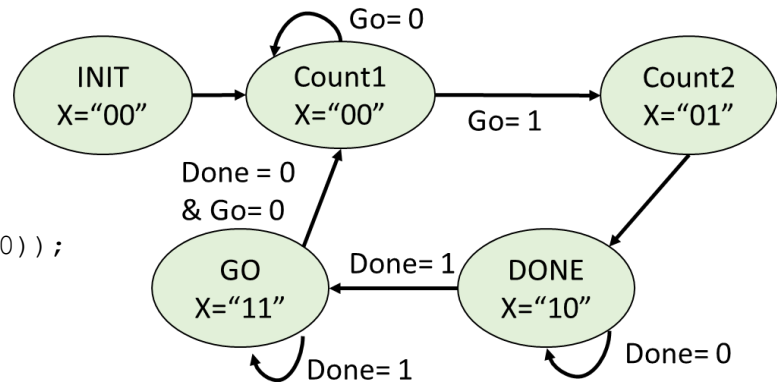 Go= 0
INIT
X=“00”
Count1
X=“00”
Count2
X=“01”
Go= 1
Done = 0
& Go= 0
0));
GO
X=“11”
Done= 1
DONE
X=“10”
Done= 1
Done= 0